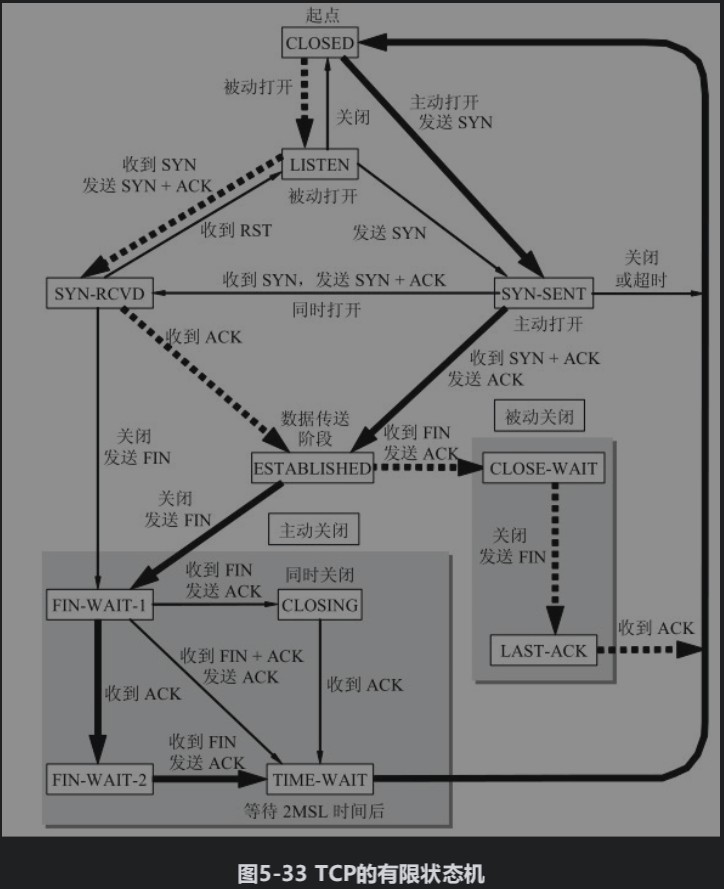 起点
CLOSED
被动打开
关闭
主动打开
发送 SYN
收到 SYN
发送 SYN + ACK
LISTEN
被动打开
收到 RST
发送 SYN
关闭
或超时
收到 SYN，发送 SYN + ACK
SYN-RCVD
SYN-SENT
同时打开
主动打开
收到 ACK
收到 SYN + ACK
发送 ACK
数据传送
阶段
被动关闭
收到 FIN
发送 ACK
关闭
发送 FIN
ESTABLISHED
CLOSE-WAIT
关闭
发送 FIN
主动关闭
关闭
发送 FIN
收到 FIN
发送 ACK
同时关闭
FIN-WAIT-1
CLOSING
收到 ACK
LAST-ACK
收到 FIN + ACK
发送 ACK
收到 ACK
收到 ACK
收到 FIN
发送 ACK
FIN-WAIT-2
TIME-WAIT
等待 2MSL 时间后
图5-33 TCP的有限状态机